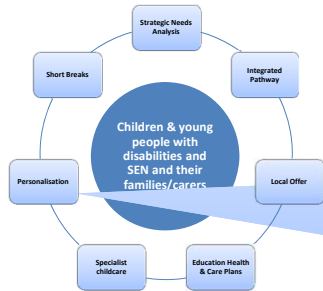 Strategic Needs
Analysis
Short Breaks
Integrated
Pathway
Children & young
people with
disabilities and
SEN and their
families/carers
Personalisation
Local Offer
Specialist
childcare
Education Health
& Care Plans